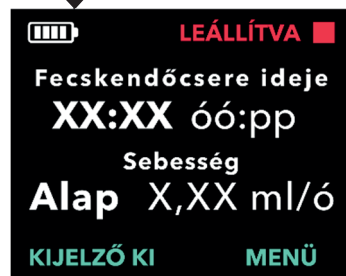 LEÁLLÍTVA
Fecskendőcsere ideje
XX:XX óó:pp
Sebesség
Alap X,XX ml/ó
KIJELZŐ KI MENÜ